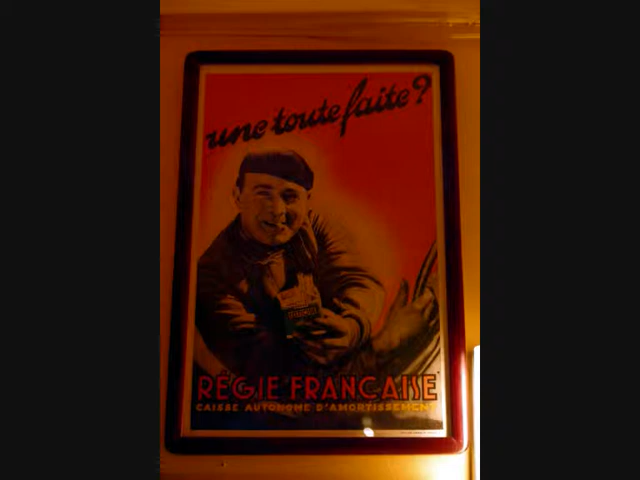 une toute faite?
RÉGIE FRANÇAISE
CAISSE AUTONOME D'AMORTISSEMENT